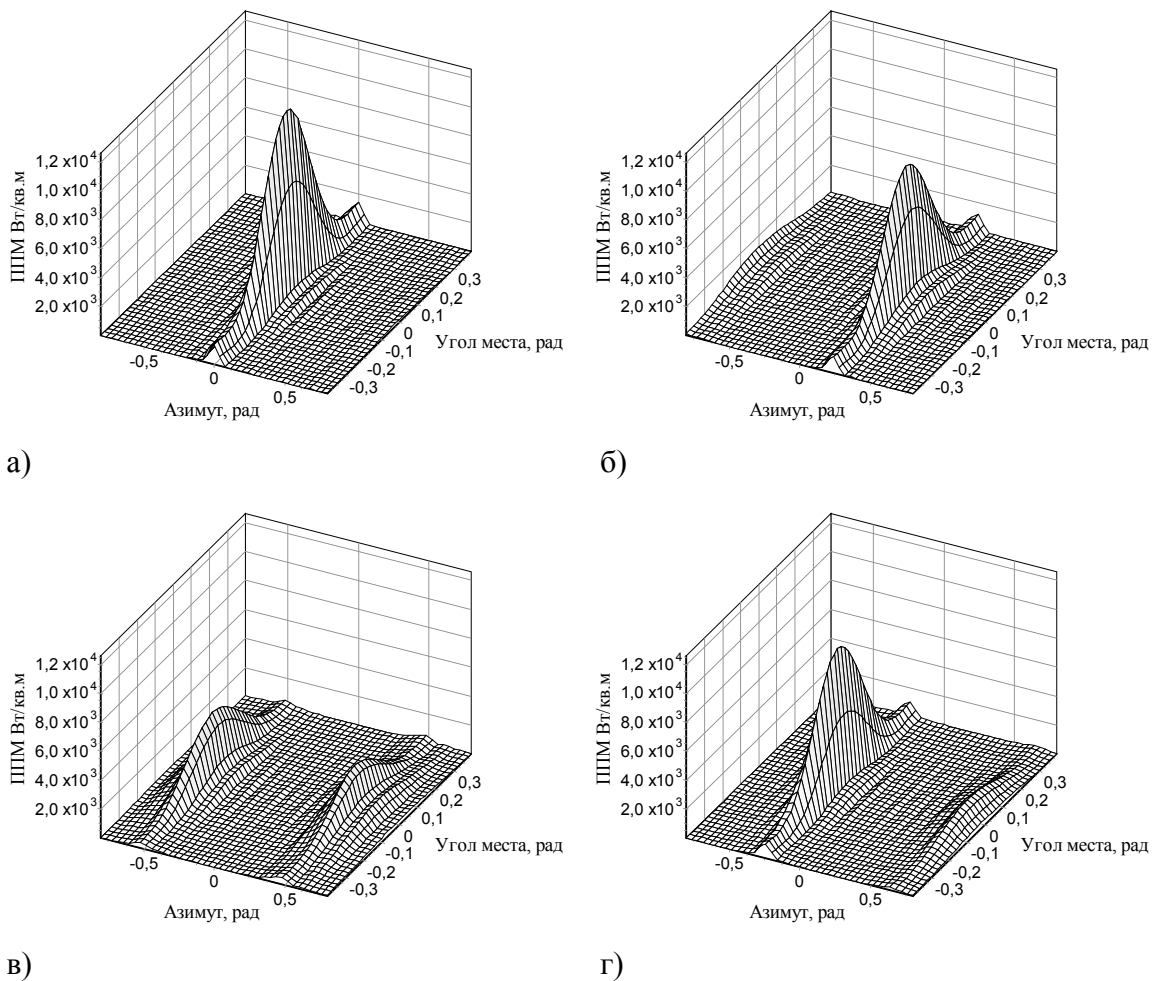 ППМ Вт/кв.м
1,2 x10⁴
1,0 x10⁴
8,0 x10³
6,0 x10³
4,0 x10³
2,0 x10³
-0,5
0
0,5
Азимут, рад
0,3
0,2
0,1
0
-0,1
-0,2
-0,3
Угол места, рад
а)
ППМ Вт/кв.м
1,2 x10⁴
1,0 x10⁴
8,0 x10³
6,0 x10³
4,0 x10³
2,0 x10³
-0,5
0
0,5
Азимут, рад
0,3
0,2
0,1
0
-0,1
-0,2
-0,3
Угол места, рад
б)
ППМ Вт/кв.м
1,2 x10⁴
1,0 x10⁴
8,0 x10³
6,0 x10³
4,0 x10³
2,0 x10³
-0,5
0
0,5
Азимут, рад
0,3
0,2
0,1
0
-0,1
-0,2
-0,3
Угол места, рад
в)
ППМ Вт/кв.м
1,2 x10⁴
1,0 x10⁴
8,0 x10³
6,0 x10³
4,0 x10³
2,0 x10³
-0,5
0
0,5
Азимут, рад
0,3
0,2
0,1
0
-0,1
-0,2
-0,3
Угол места, рад
г)